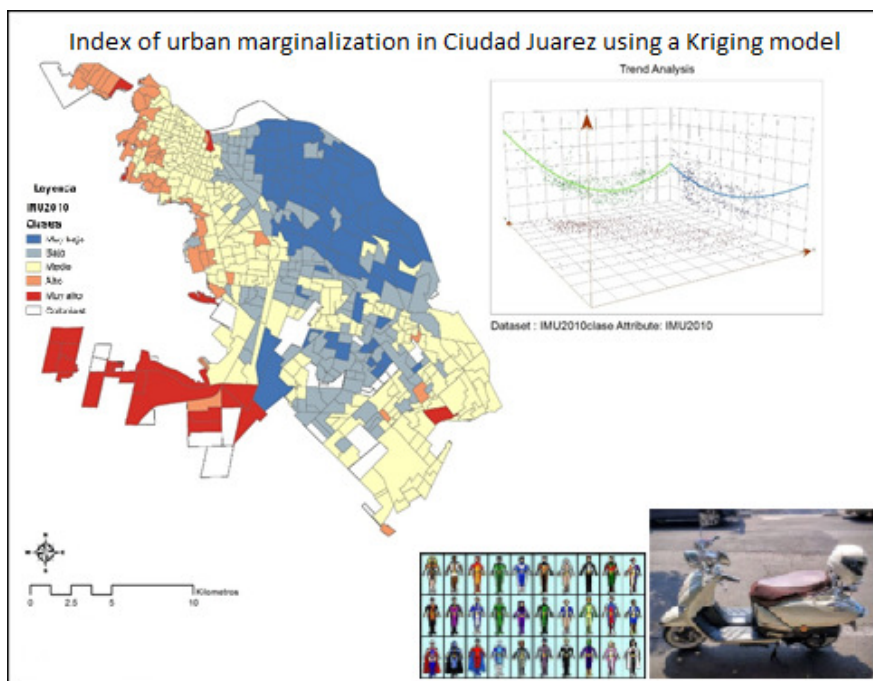 Index of urban marginalization in Ciudad Juarez using a Kriging model
Trend Analysis
Leyenda
IMU2010
Clases
Muy bajo
Bajo
Medio
Alto
Muy alto
Dataset : IMU2010clase Attribute: IMU2010
Kilometros
0 2.5 5 10